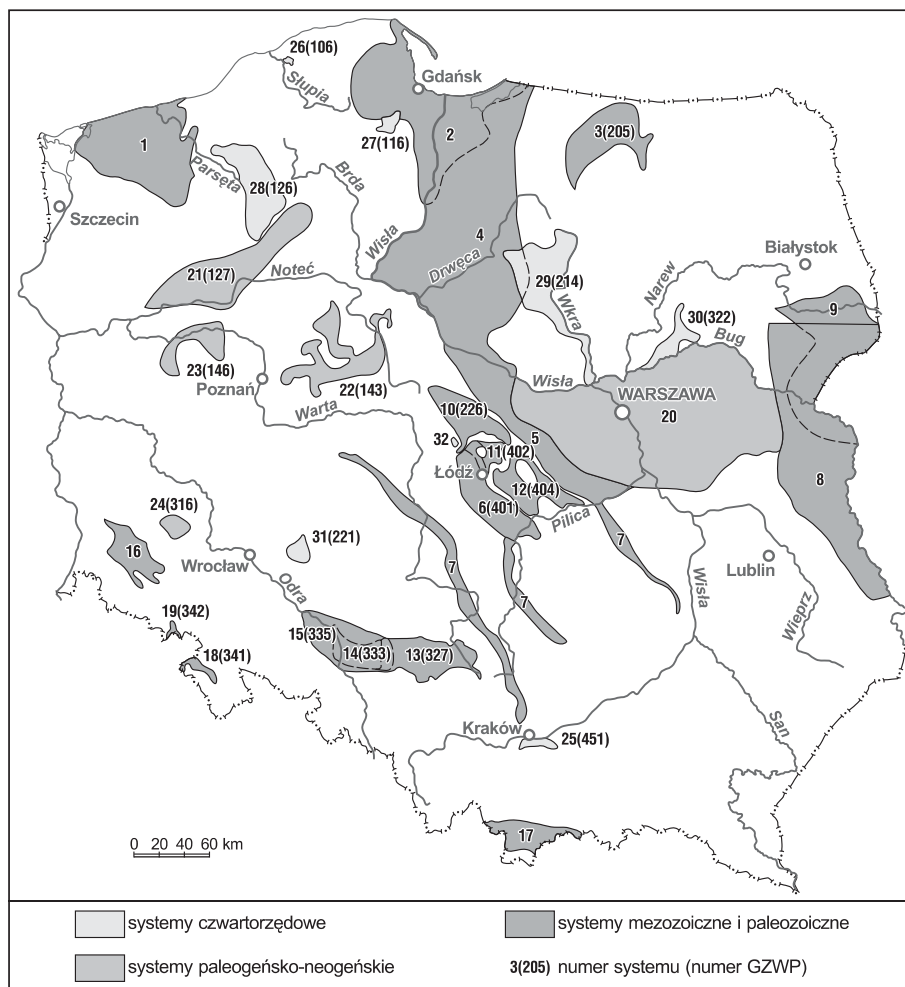 26(106)
Słupia
Gdańsk
1
2
3(205)
27(116)
Parsęta
28(126)
Brda
Szczecin
Wisła
4
Drwęca
Białystok
21(127)
Noteć
29(214)
Narew
Wkra
30(322)
9
Bug
23(146)
Poznań
22(143)
Wisła
WARSZAWA
20
Warta
10(226)
32
5
11(402)
Łódź
12(404)
6(401)
8
Pilica
24(316)
31(221)
16
Wrocław
7
7
Lublin
Odra
7
Wisła
Wieprz
19(342)
15(335)
14(333)
13(327)
18(341)
San
Kraków
25(451)
17
0 20 40 60 km
systemy czwartorzędowe
systemy mezozoiczne i paleozoiczne
systemy paleogeńsko-neogeńskie
3(205) numer systemu (numer GZWP)